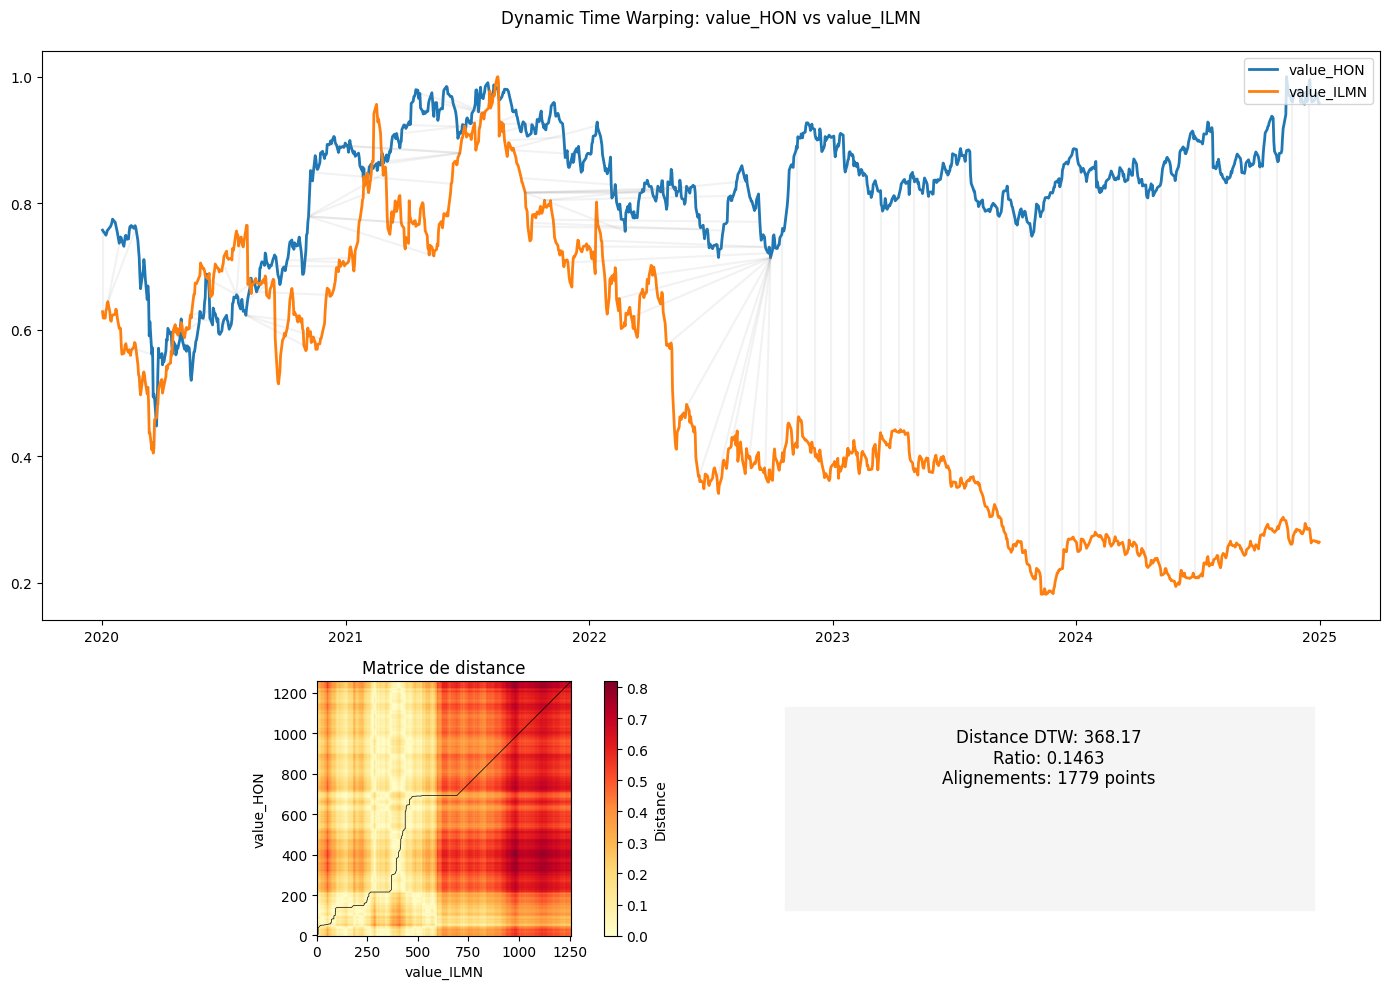 Dynamic Time Warping: value_HON vs value_ILMN
value_HON
value_ILMN
1.0
0.8
0.6
0.4
0.2
2020 2021 2022 2023 2024 2025
Matrice de distance
1200
1000
800
600
400
200
0
value_HON
0 250 500 750 1000 1250
value_ILMN
0.8
0.7
0.6
0.5
0.4
0.3
0.2
0.1
0.0
Distance
Distance DTW: 368.17
Ratio: 0.1463
Alignements: 1779 points